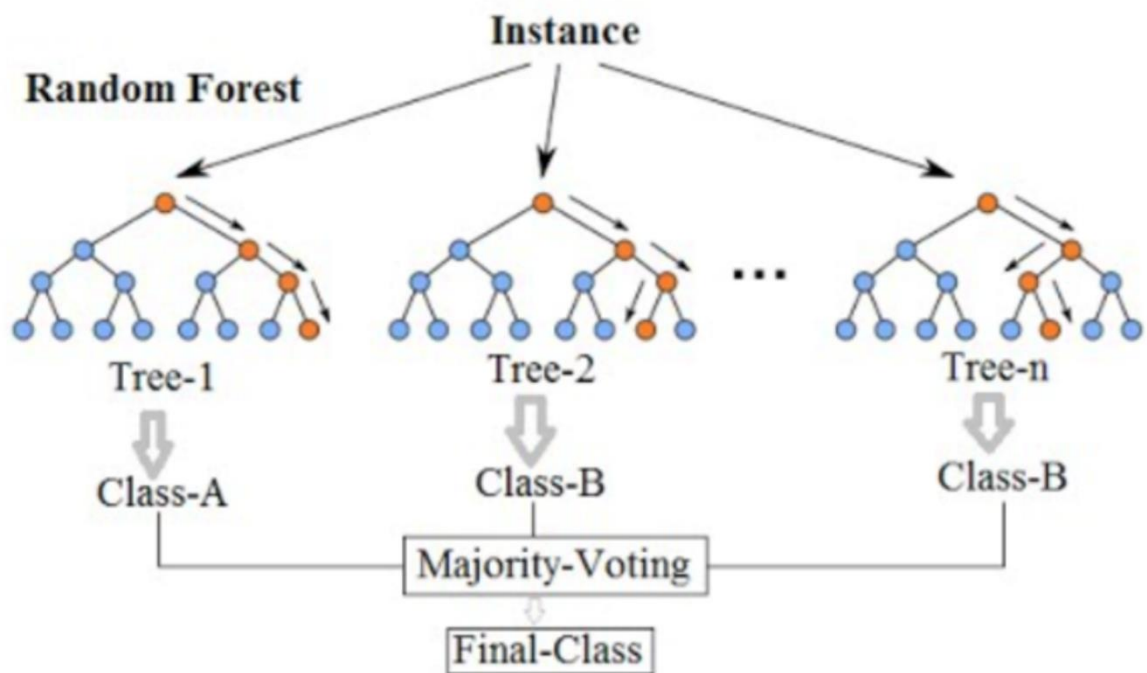 Instance
Random Forest
...
Tree-1
Tree-2
Tree-n
Class-A
Class-B
Class-B
Majority-Voting
Final-Class